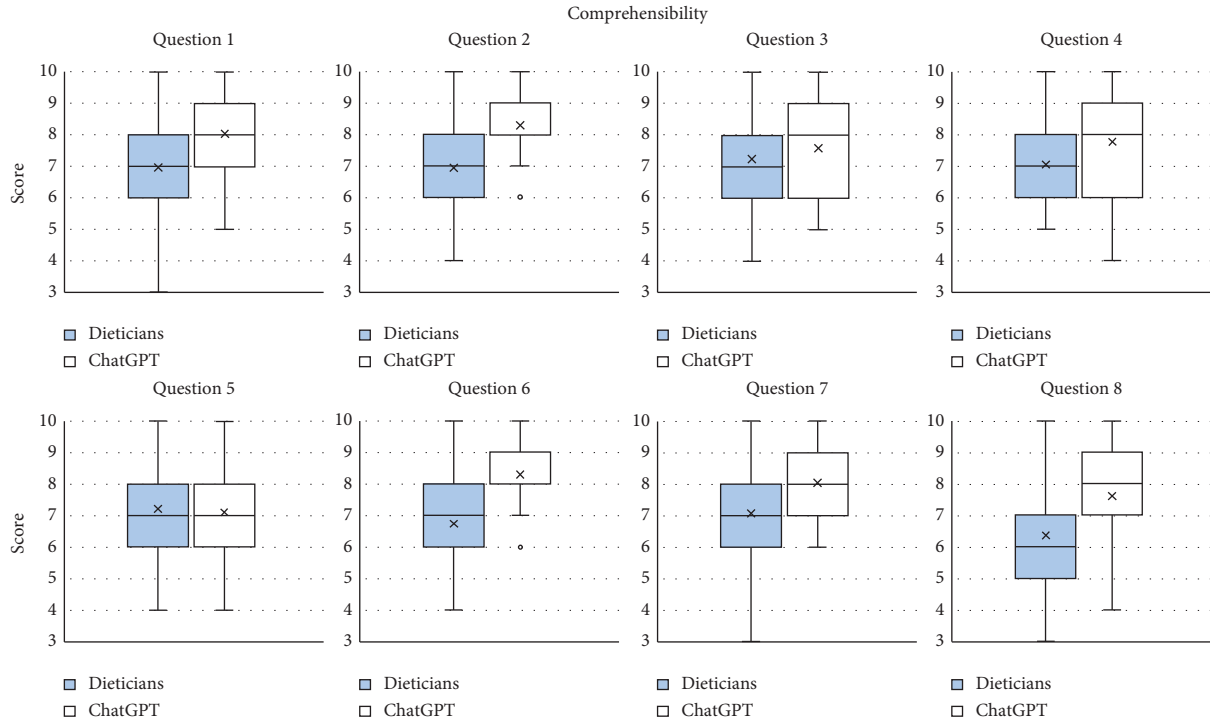 Comprehensibility
Question 1
Question 2
Question 3
Question 4
10
9
8
7
6
5
4
3
Score
Dieticians
ChatGPT
10
9
8
7
6
5
4
3
Dieticians
ChatGPT
10
9
8
7
6
5
4
3
Dieticians
ChatGPT
10
9
8
7
6
5
4
3
Dieticians
ChatGPT
Question 5
Question 6
Question 7
Question 8
10
9
8
7
6
5
4
3
Score
Dieticians
ChatGPT
10
9
8
7
6
5
4
3
Dieticians
ChatGPT
10
9
8
7
6
5
4
3
Dieticians
ChatGPT
10
9
8
7
6
5
4
3
Dieticians
ChatGPT